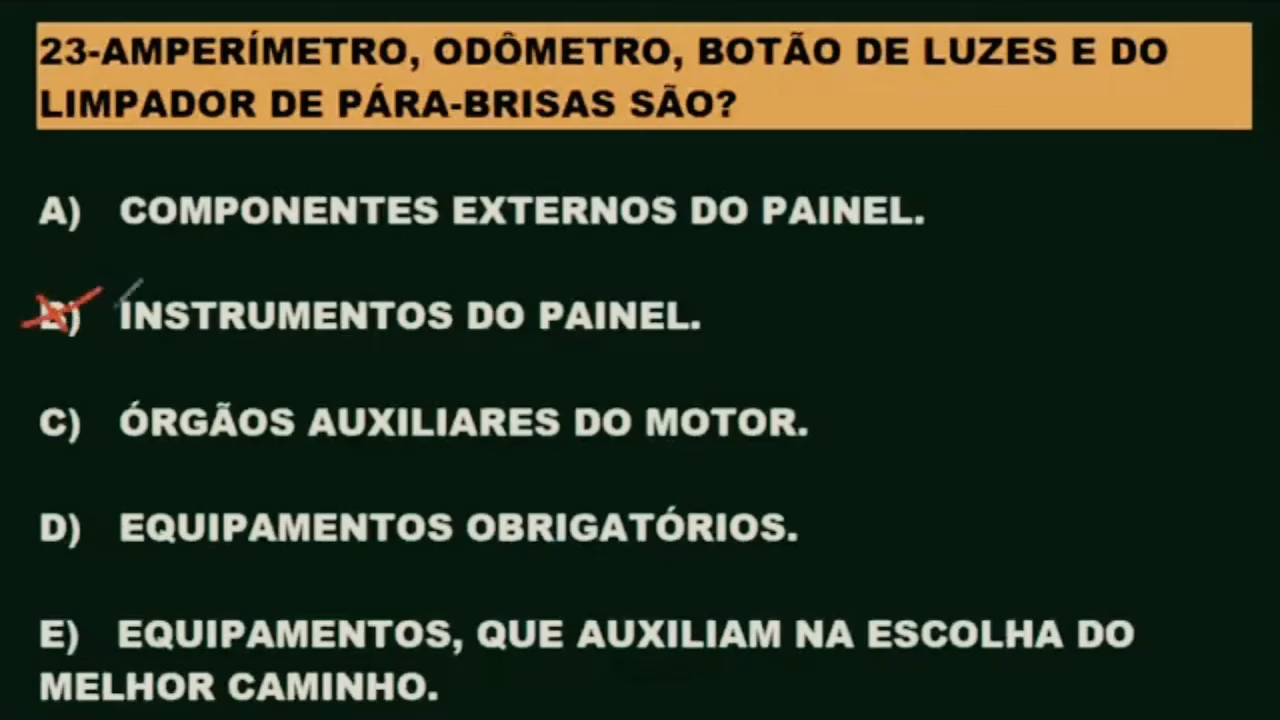 23-AMPERÍMETRO, ODÔMETRO, BOTÃO DE LUZES E DO
LIMPADOR DE PÁRA-BRISAS SÃO?
A) COMPONENTES EXTERNOS DO PAINEL.
B) INSTRUMENTOS DO PAINEL.
C) ÓRGÃOS AUXILIARES DO MOTOR.
D) EQUIPAMENTOS OBRIGATÓRIOS.
E) EQUIPAMENTOS, QUE AUXILIAM NA ESCOLHA DO
MELHOR CAMINHO.